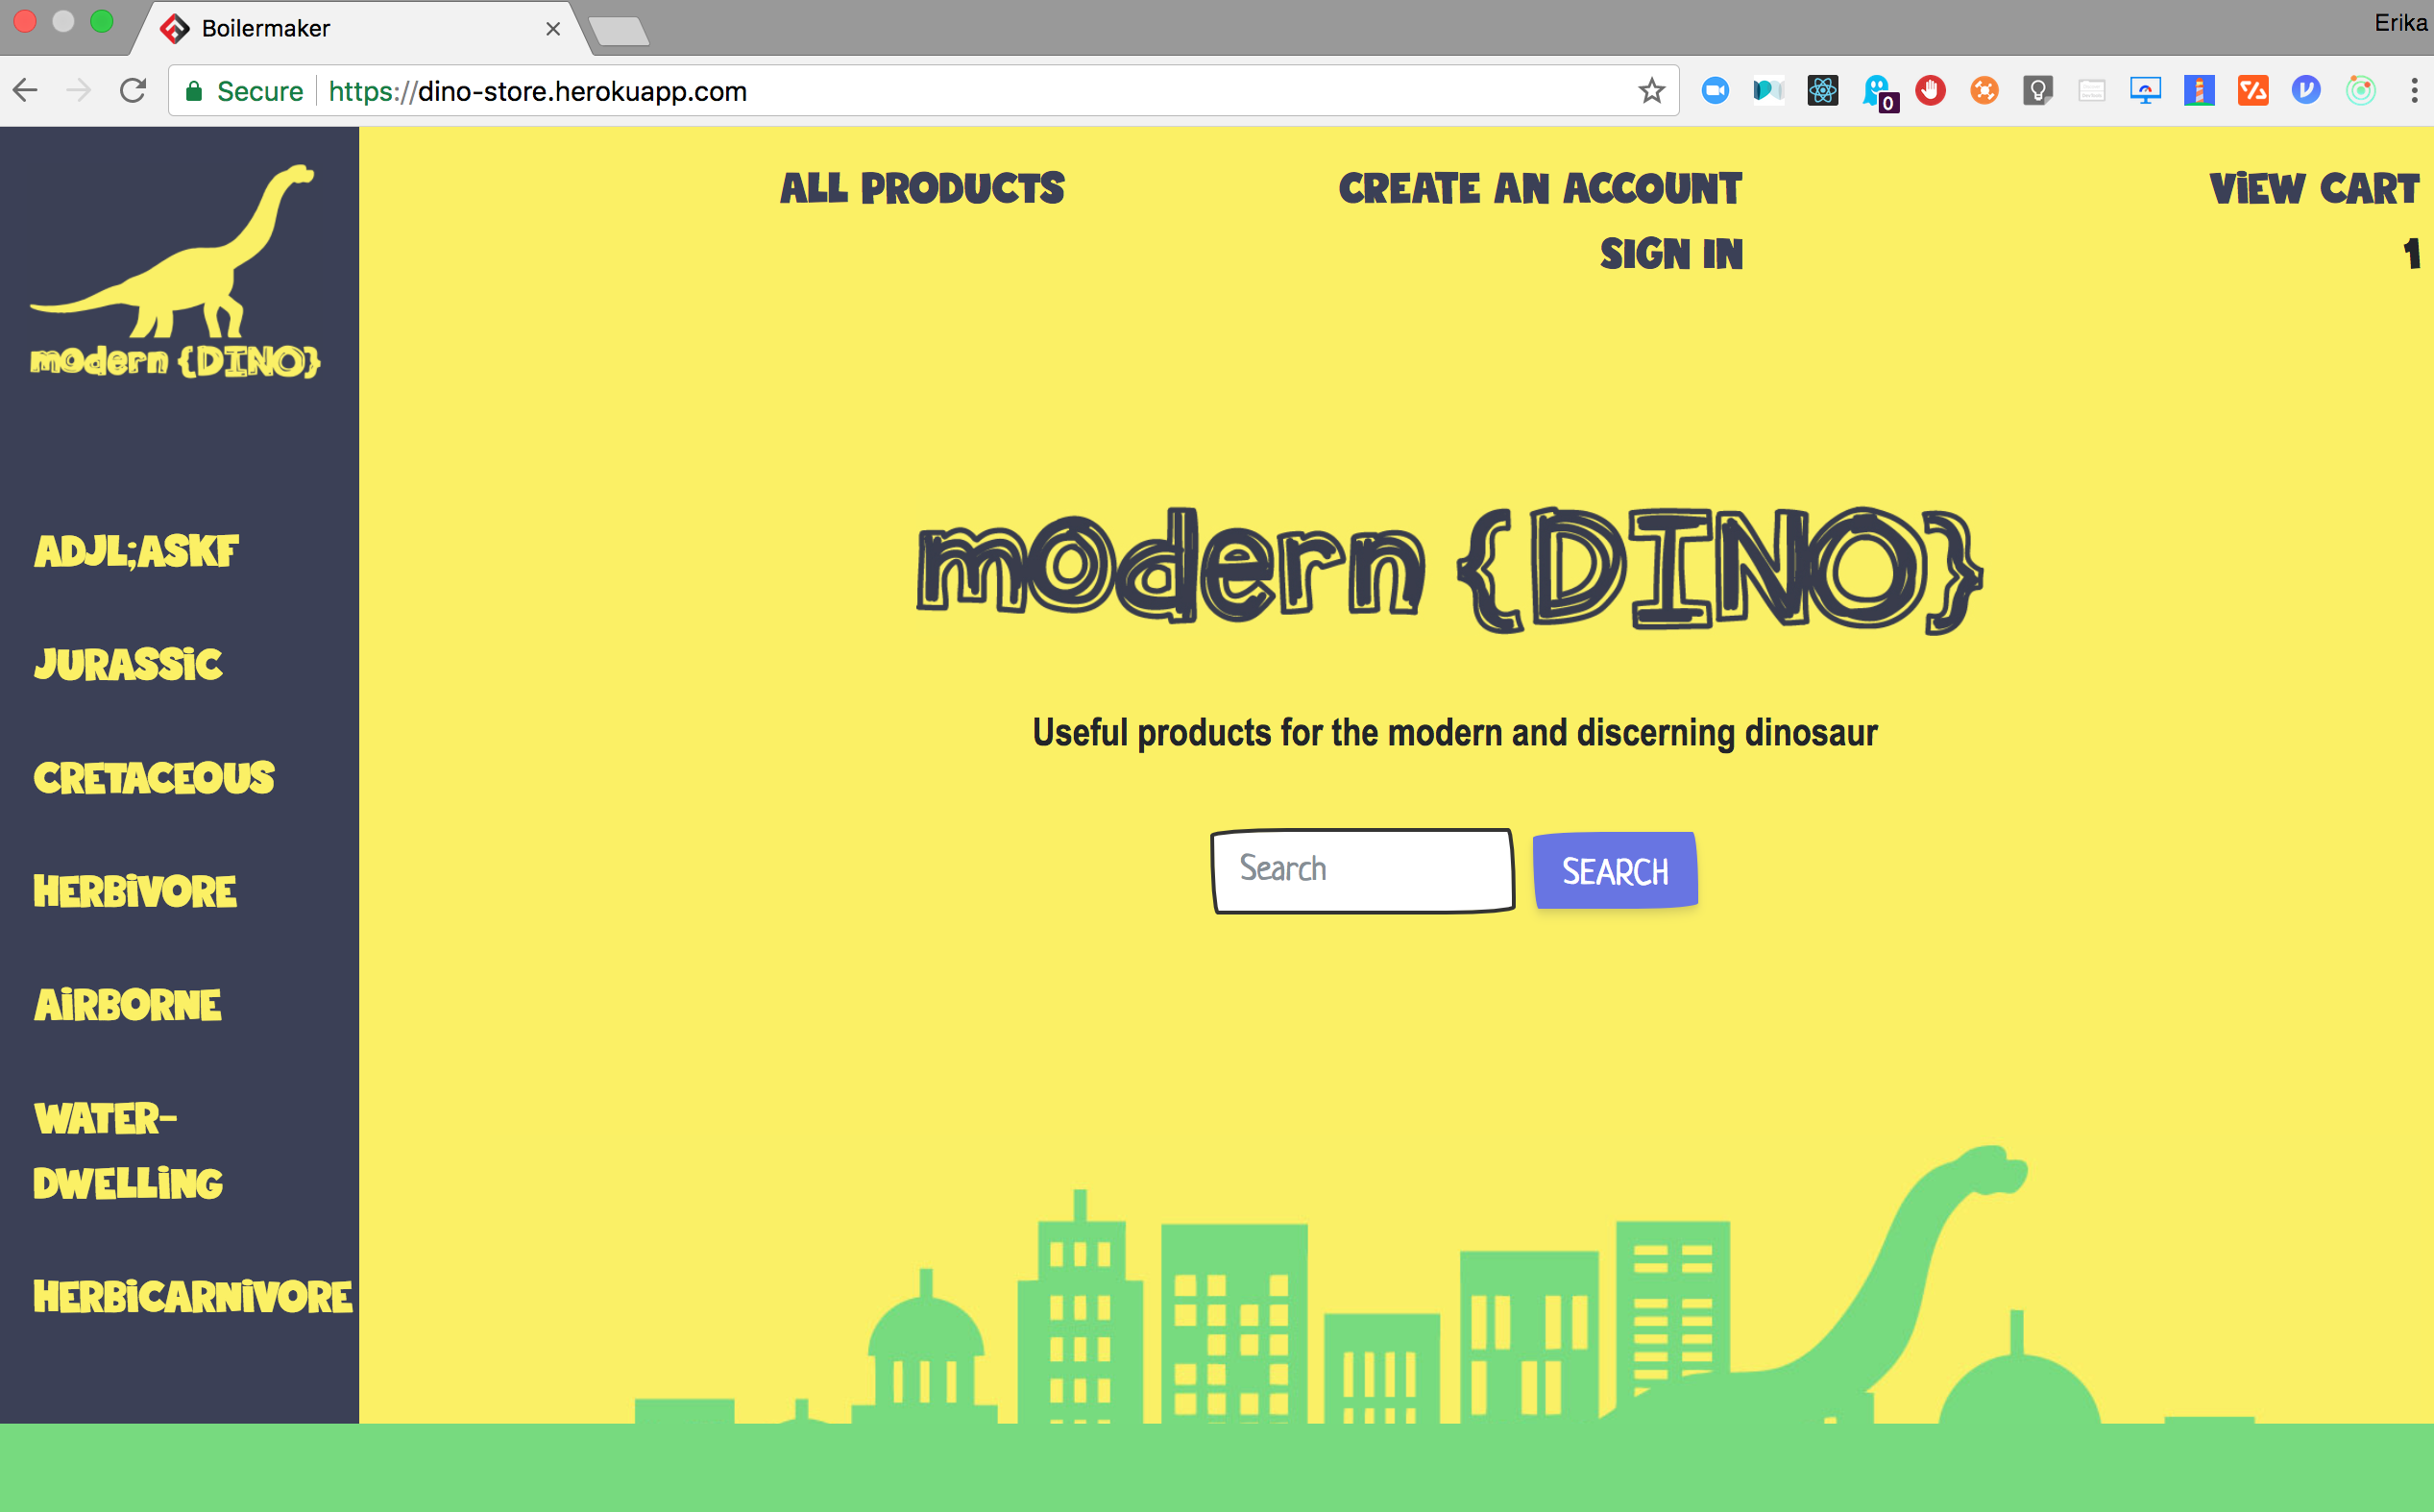 Boilermaker
Erika
Secure
https://dino-store.herokuapp.com
0
modern {DINO}
ALL PRODUCTS
CREATE AN ACCOUNT
SIGN IN
VIEW CART
1
ADJL;ASKF
JURASSIC
CRETACEOUS
HERBIVORE
AIRBORNE
WATER-
DWELLING
HERBICARNIVORE
modern {DINO}
Useful products for the modern and discerning dinosaur
Search
SEARCH